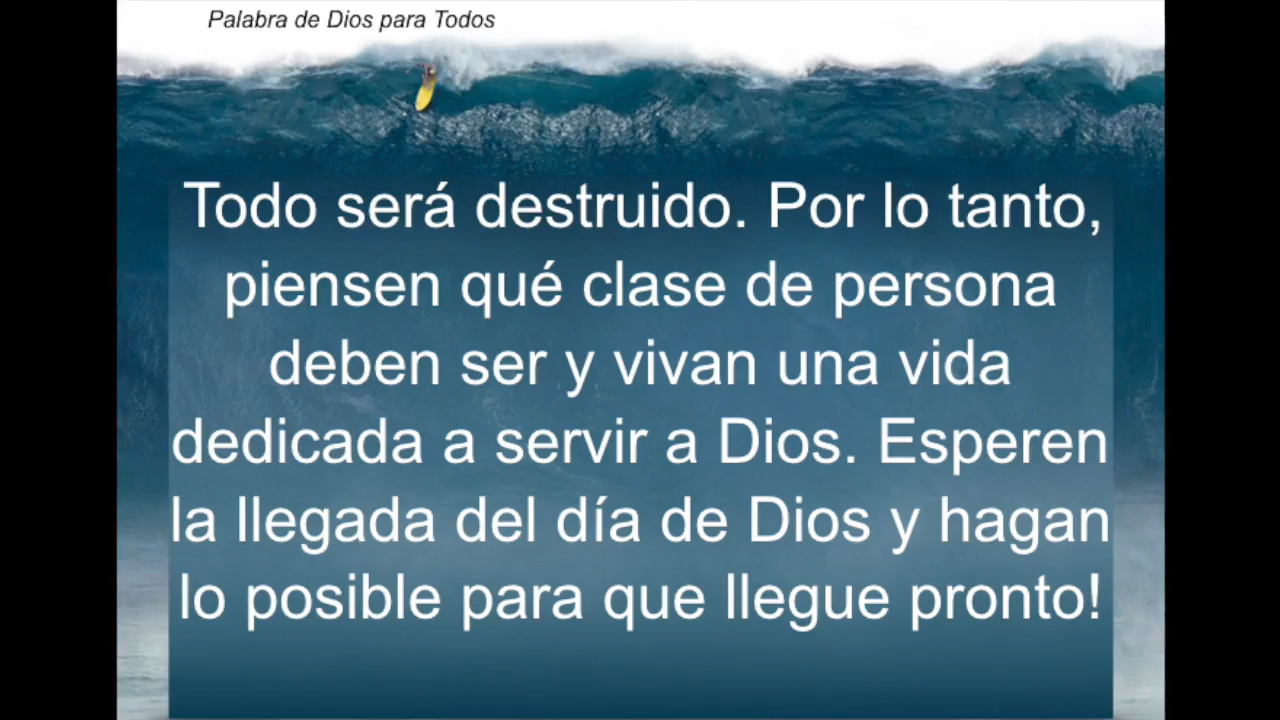 Palabra de Dios para Todos
Todo será destruido. Por lo tanto,
piensen qué clase de persona
deben ser y vivan una vida
dedicada a servir a Dios. Esperen
la llegada del día de Dios y hagan
lo posible para que llegue pronto!